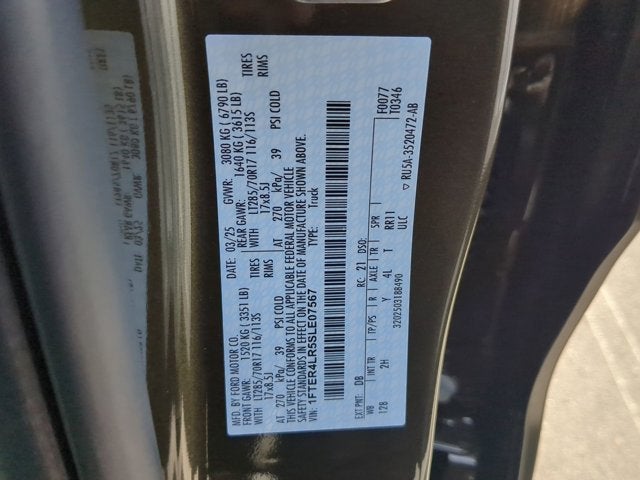 MFD. BY FORD MOTOR CO.
DATE: 03/25 GVWR: 3080 KG ( 6790 LB)
FRONT GAWR: 1520 KG ( 3351 LB) REAR GAWR: 1640 KG ( 3615 LB)
WITH LT285/70R17 116/113S TIRES WITH LT285/70R17 116/113S TIRES
17x8.5J RIMS 17x8.5J RIMS
AT 270 kPa/ 39 PSI COLD AT 270 kPa/ 39 PSI COLD
THIS VEHICLE CONFORMS TO ALL APPLICABLE FEDERAL MOTOR VEHICLE
SAFETY STANDARDS IN EFFECT ON THE DATE OF MANUFACTURE SHOWN ABOVE.
VIN: 1FTER4LR5SLE07567
TYPE: Truck
F0077
T0346
EXT PNT: DB RC: 21 DSO:
WB INT TR TP/PS R AXLE TR SPR
128 2H Y 4L T RR11
ULC
3202503188490
▽ RU5A-3520472-AB